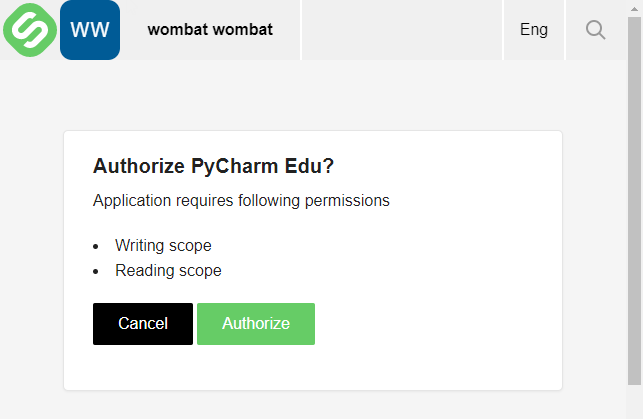 WW
wombat wombat
Eng
Authorize PyCharm Edu?
Application requires following permissions
Writing scope
Reading scope
Cancel
Authorize